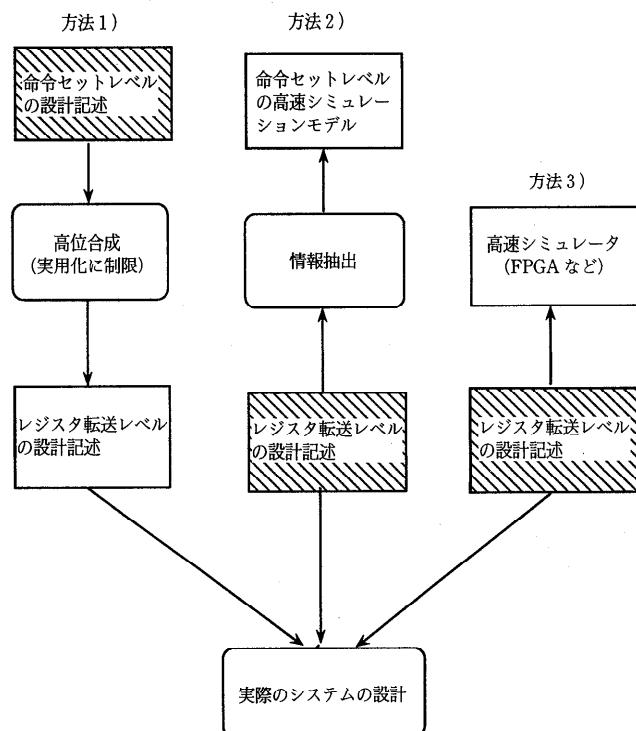 方法1)
命令セットレベル
の設計記述
高位合成
(実用化に制限)
レジスタ転送レベル
の設計記述
方法2)
命令セットレベル
の高速シミュレー
ションモデル
情報抽出
レジスタ転送レベル
の設計記述
方法3)
高速シミュレータ
(FPGA など)
レジスタ転送レベル
の設計記述
実際のシステムの設計